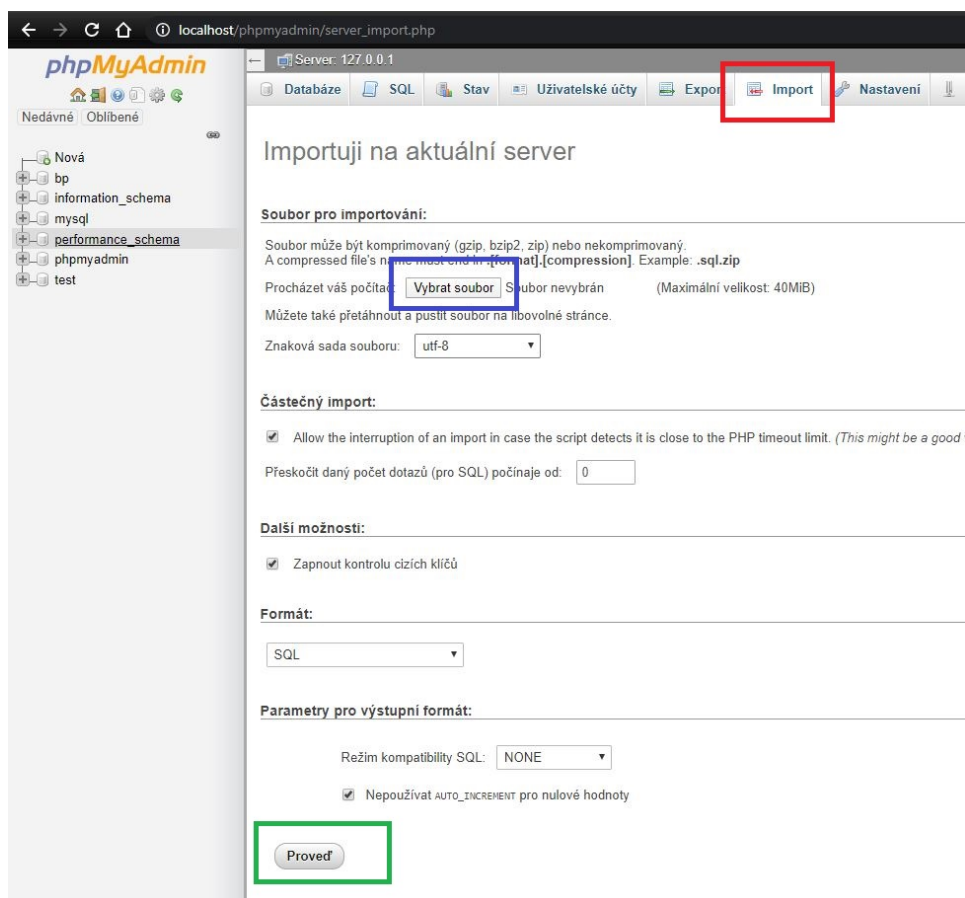 localhost/phpmyadmin/server_import.php
phpMyAdmin
Nedávné Oblíbené
Nová
bp
information_schema
mysql
performance_schema
phpmyadmin
test
Server: 127.0.0.1
Databáze SQL Stav Uživatelské účty Export Import Nastavení
Importuji na aktuální server
Soubor pro importování:
Soubor může být komprimovaný (gzip, bzip2, zip) nebo nekomprimovaný.
A compressed file's name must end in .[format].[compression]. Example: .sql.zip
Procházet váš počítač: Vybrat soubor Soubor nevybrán (Maximální velikost: 40MiB)
Můžete také přetáhnout a pustit soubor na libovolné stránce.
Znaková sada souboru: utf-8
Částečný import:
Allow the interruption of an import in case the script detects it is close to the PHP timeout limit. (This might be a good
Přeskočit daný počet dotazů (pro SQL) počínaje od: 0
Další možnosti:
Zapnout kontrolu cizích klíčů
Formát:
SQL
Parametry pro výstupní formát:
Režim kompatibility SQL: NONE
Nepoužívat AUTO_INCREMENT pro nulové hodnoty
Proveď